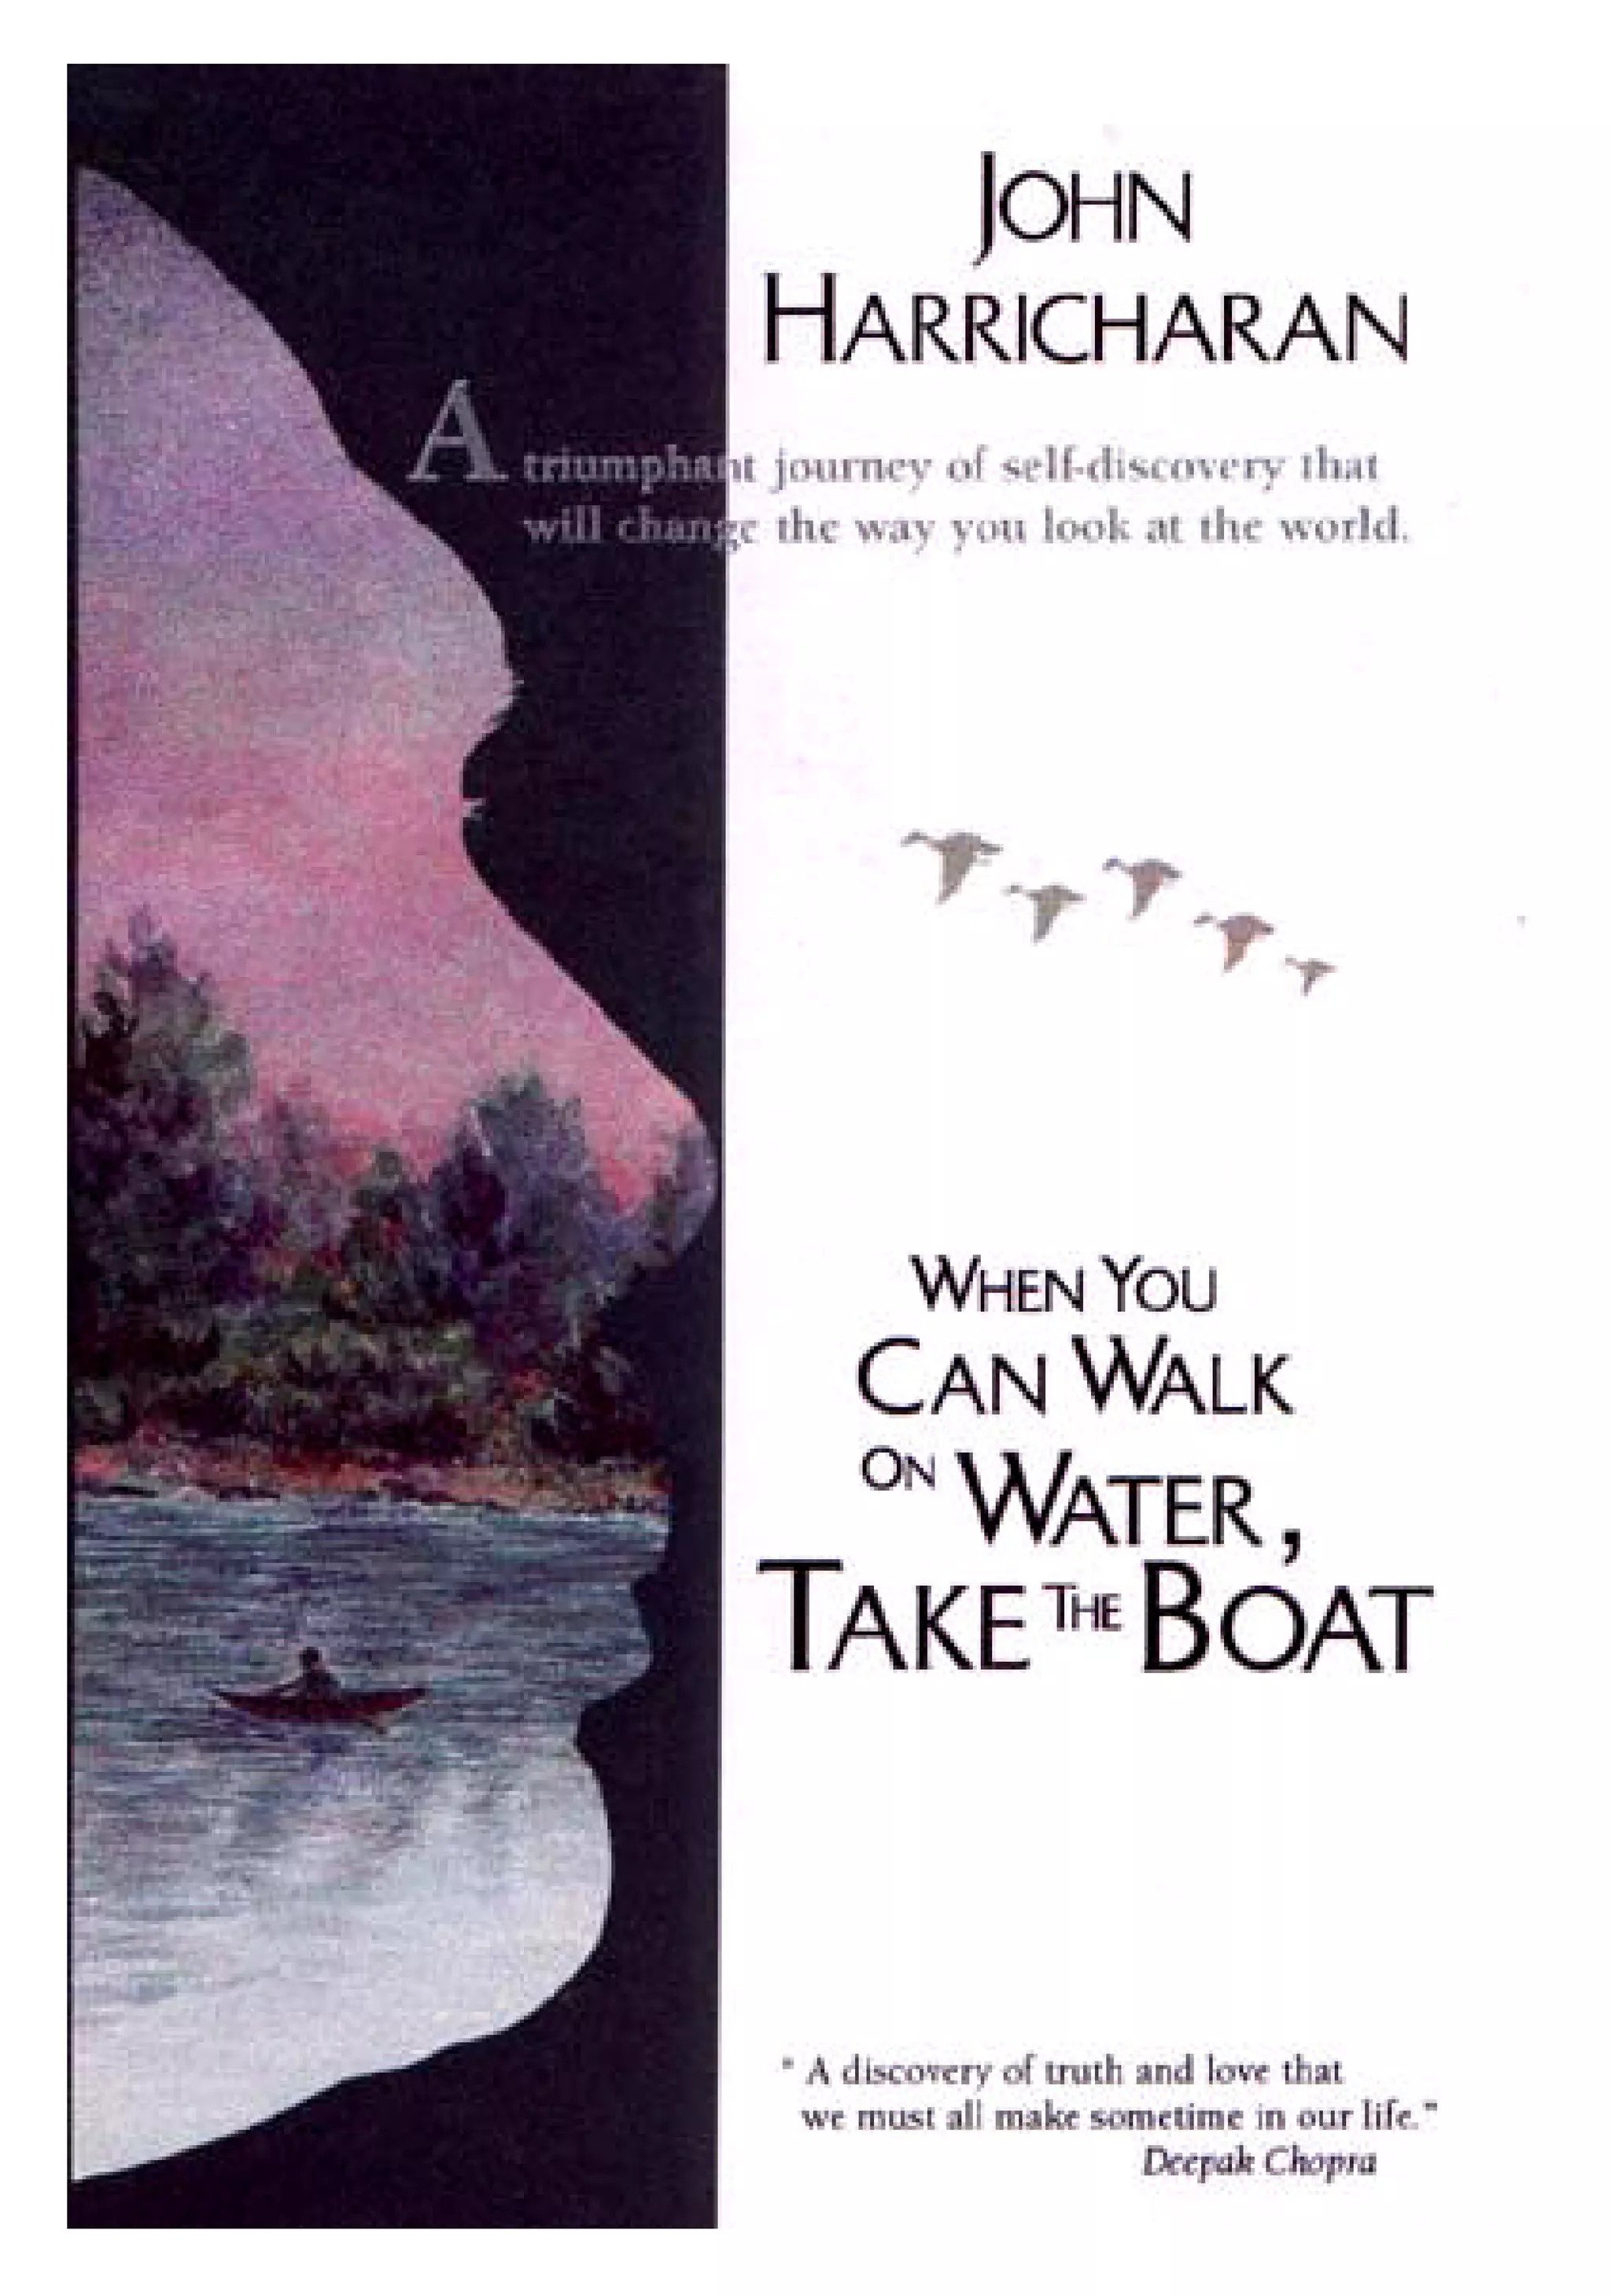 JOHN
HARRICHARAN
A triumphant journey of self-discovery that
will change the way you look at the world.
WHEN YOU
CAN WALK
ON WATER,
TAKE THE BOAT
" A discovery of truth and love that
we must all make sometime in our life."
Deepak Chopra